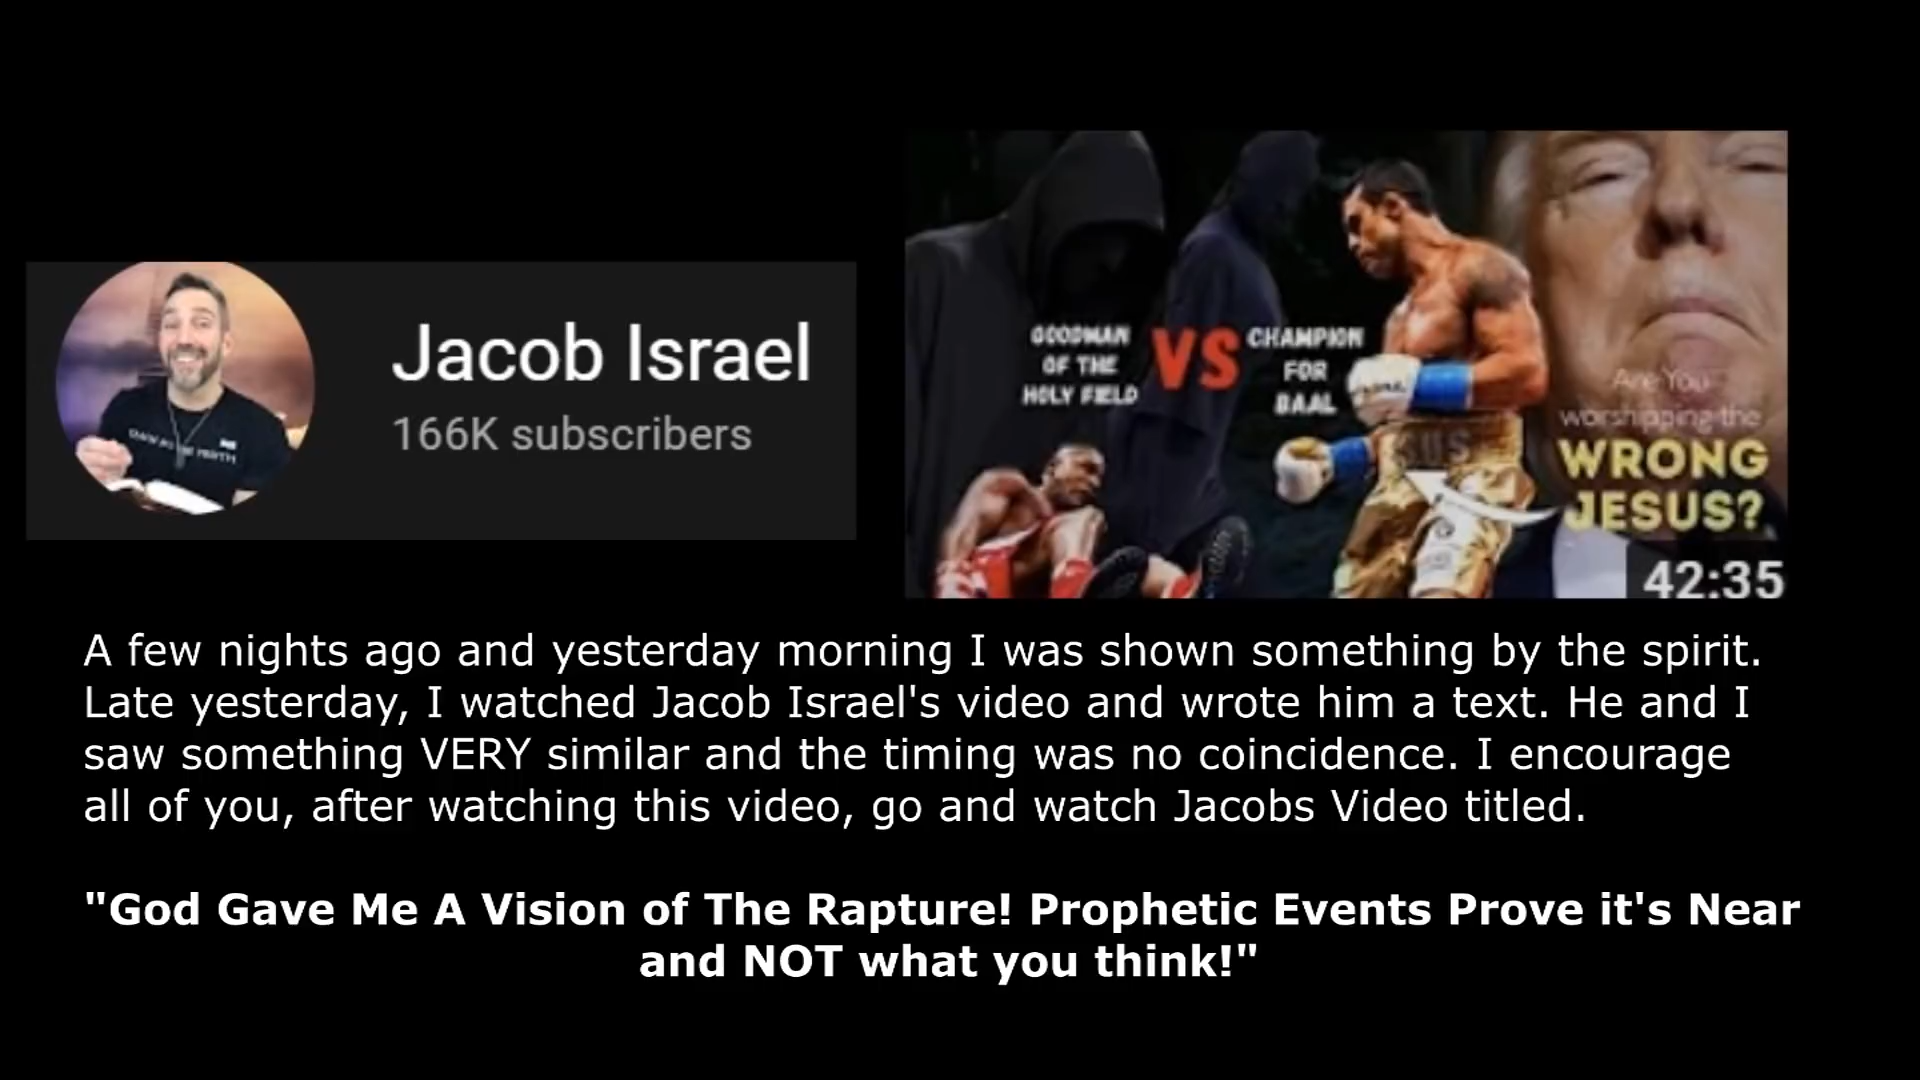 Jacob Israel
166K subscribers
GOODMAN
OF THE
HOLY FIELD
VS
CHAMPION
FOR
BAAL
Are You
worshipping the
WRONG
JESUS?
42:35
A few nights ago and yesterday morning I was shown something by the spirit.
Late yesterday, I watched Jacob Israel's video and wrote him a text. He and I
saw something VERY similar and the timing was no coincidence. I encourage
all of you, after watching this video, go and watch Jacobs Video titled.
"God Gave Me A Vision of The Rapture! Prophetic Events Prove it's Near
and NOT what you think!"